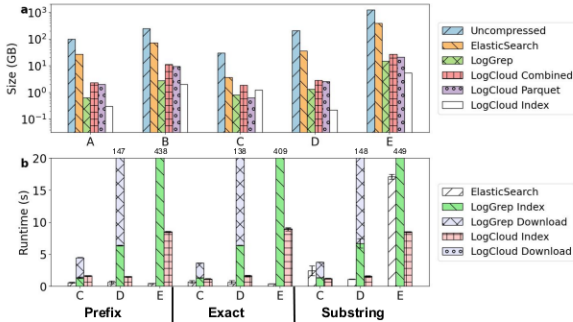 a
Size (GB)
10³
10²
10¹
10⁰
10⁻¹
A B C D E
Uncompressed
ElasticSearch
LogGrep
LogCloud Combined
LogCloud Parquet
LogCloud Index
b
Runtime (s)
20
15
10
5
0
147 438 138 409 148 449
C D E C D E C D E
Prefix Exact Substring
ElasticSearch
LogGrep Index
LogGrep Download
LogCloud Index
LogCloud Download